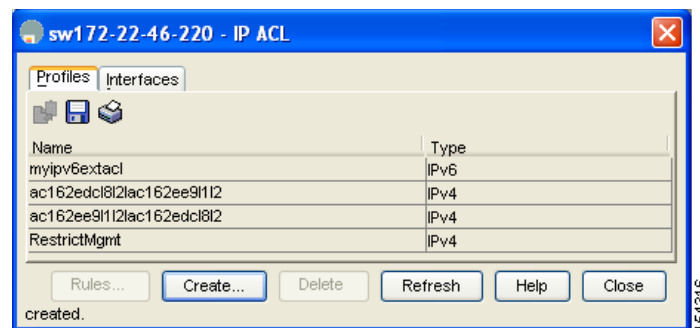 sw172-22-46-220 - IP ACL
Profiles Interfaces
Name Type
myipv6extacl IPv6
ac162edcl8l2lac162ee9l1l2 IPv4
ac162ee9l1l2lac162edcl8l2 IPv4
RestrictMgmt IPv4
Rules... Create... Delete Refresh Help Close
created.